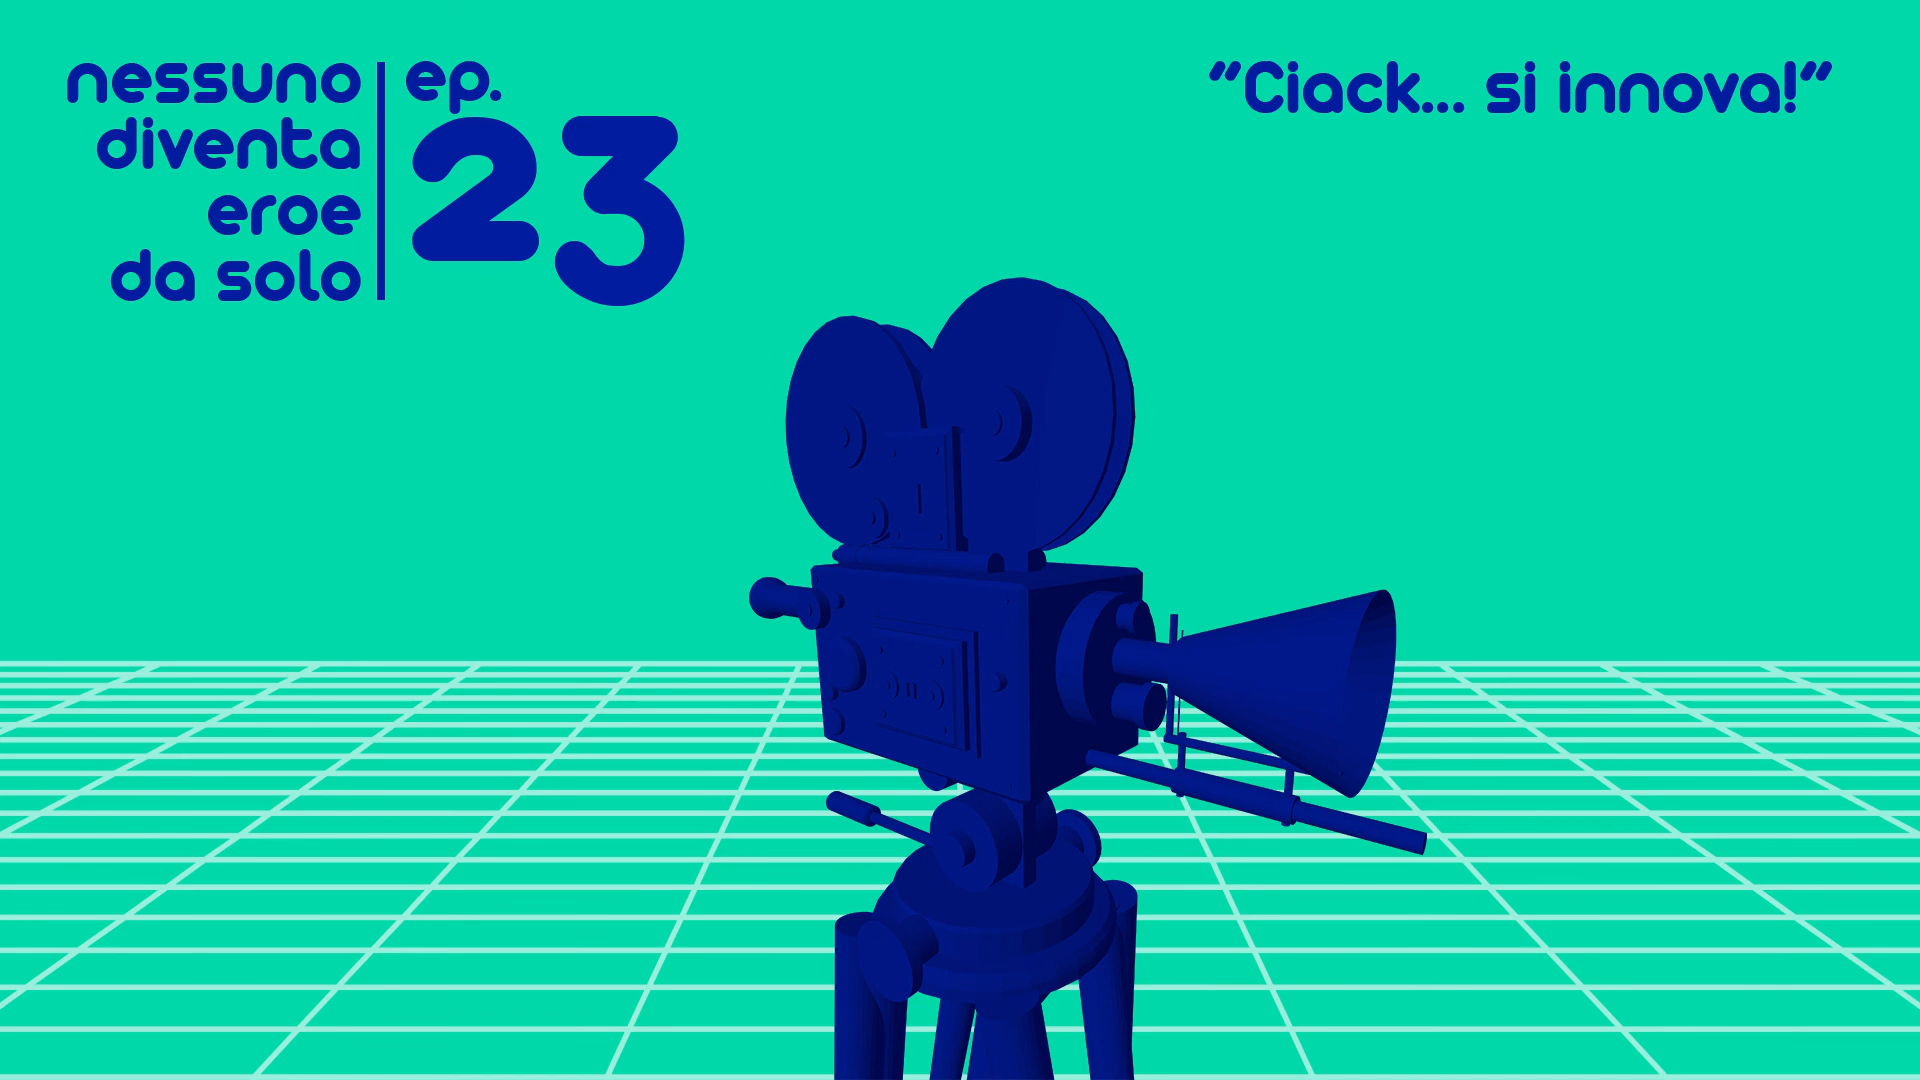 nessuno
diventa
eroe
da solo
ep.
23
"Ciack... si innova!"